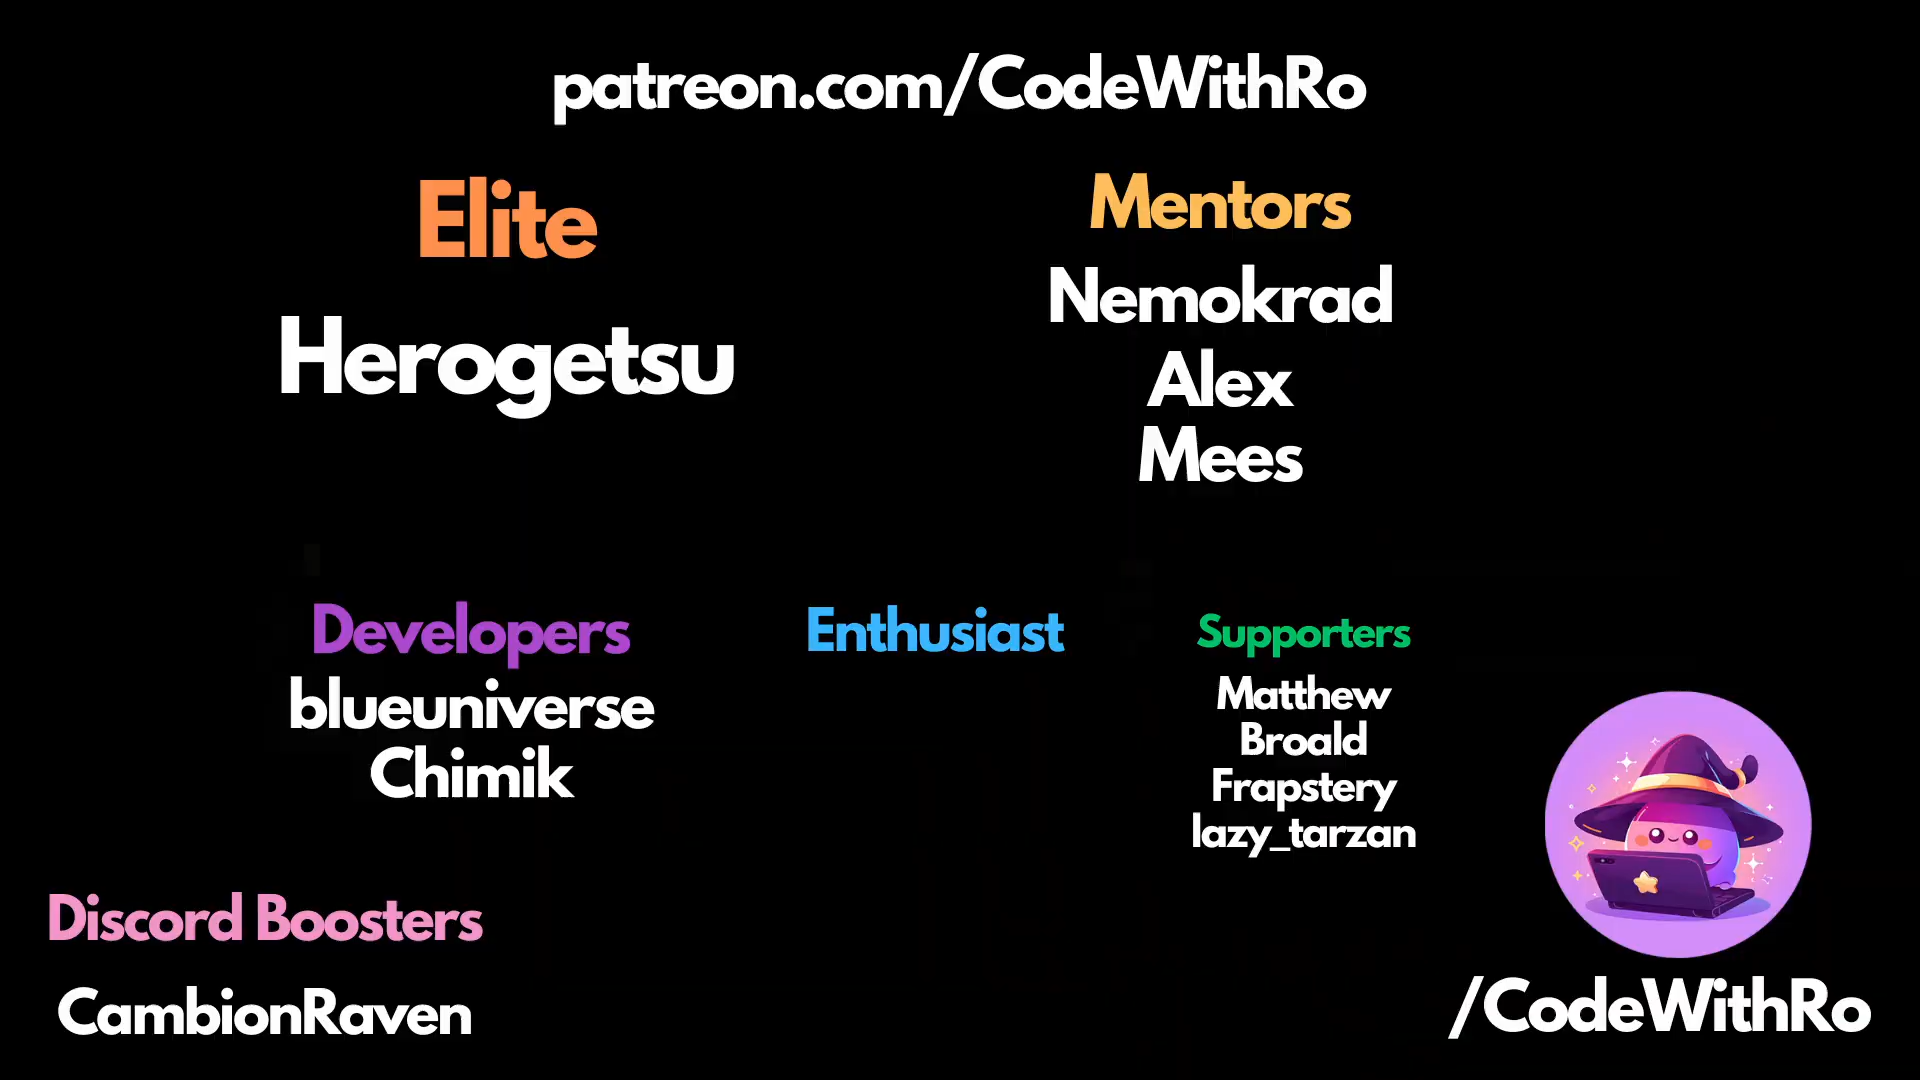 patreon.com/CodeWithRo
Elite
Herogetsu
Mentors
Nemokrad
Alex
Mees
Developers
blueuniverse
Chimik
Enthusiast
Supporters
Matthew
Broald
Frapstery
lazy_tarzan
Discord Boosters
CambionRaven
/CodeWithRo